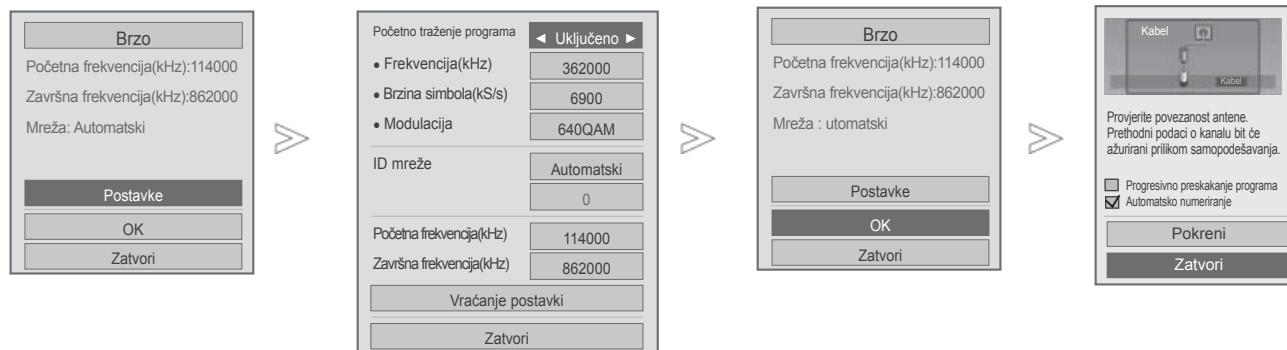 Brzo
Početna frekvencija(kHz):114000
Završna frekvencija(kHz):862000
Mreža: Automatski
Postavke
OK
Zatvori
Početno traženje programa ◄ Uključeno ►
• Frekvencija(kHz) 362000
• Brzina simbola(kS/s) 6900
• Modulacija 640QAM
ID mreže Automatski
0
Početna frekvencija(kHz) 114000
Završna frekvencija(kHz) 862000
Vraćanje postavki
Zatvori
Brzo
Početna frekvencija(kHz):114000
Završna frekvencija(kHz):862000
Mreža : utomatski
Postavke
OK
Zatvori
Kabel
Kabel
Provjerite povezanost antene.
Prethodni podaci o kanalu bit će
ažurirani prilikom samopodešavanja.
Progresivno preskakanje programa
Automatsko numeriranje
Pokreni
Zatvori